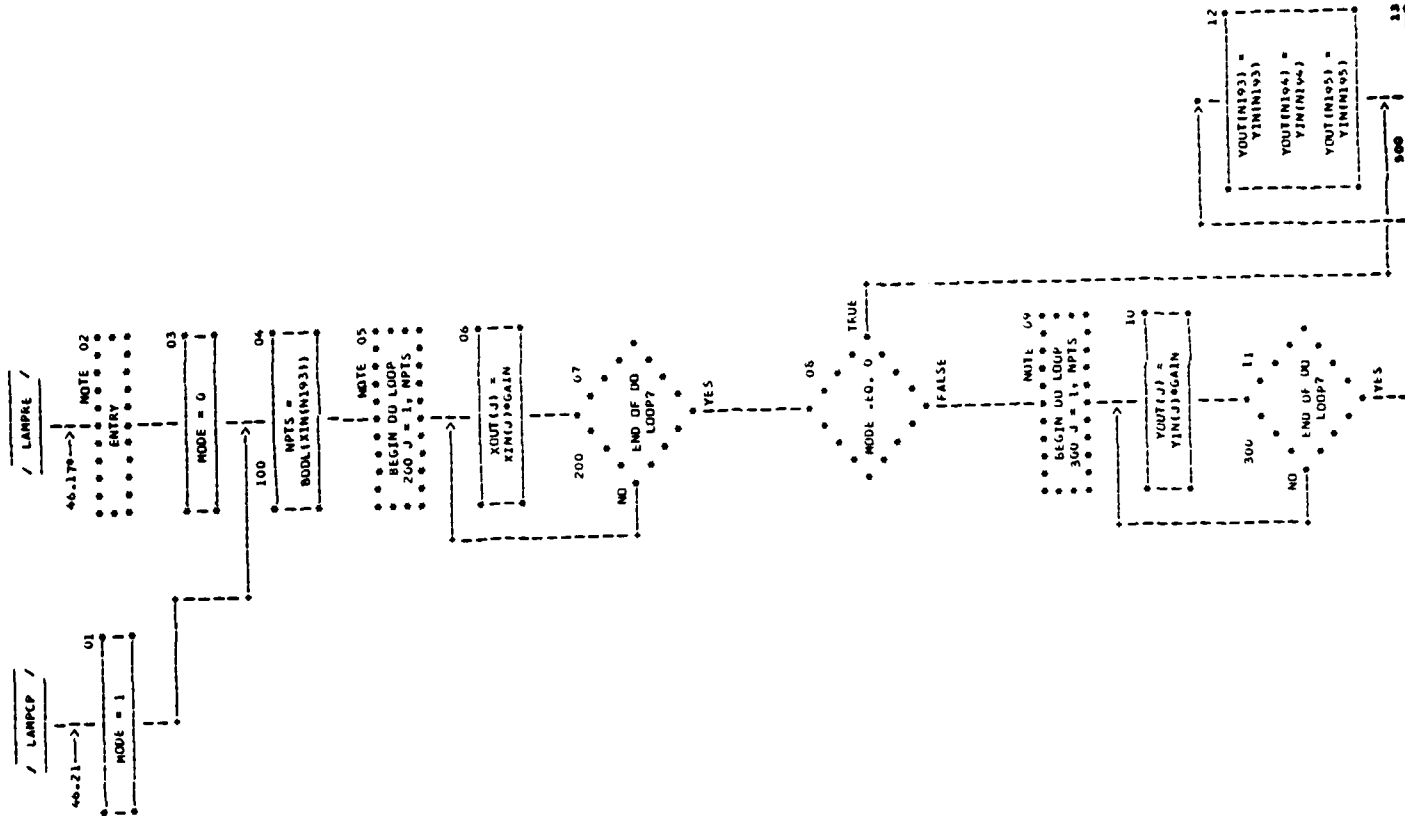 / LAMPCP /
46.21-->
01
MODE = 1
/ LAMPRE /
46.17*-->
NOTE 02
ENTRY
03
MODE = 0
100
04
NPTS =
BOOL(XIN(N193))
NOTE 05
BEGIN DO LOOP
200 J = 1, NPTS
06
XOUT(J) =
XIN(J)*GAIN
200
07
END OF DO
LOOP?
NO
YES
08
MODE .EQ. 0
TRUE
FALSE
NOTE 09
BEGIN DO LOOP
300 J = 1, NPTS
10
YOUT(J) =
YIN(J)*GAIN
300
11
END OF DO
LOOP?
NO
YES
12
YOUT(N193) =
YIN(N193)
YOUT(N194) =
YIN(N194)
YOUT(N195) =
YIN(N195)
500
13